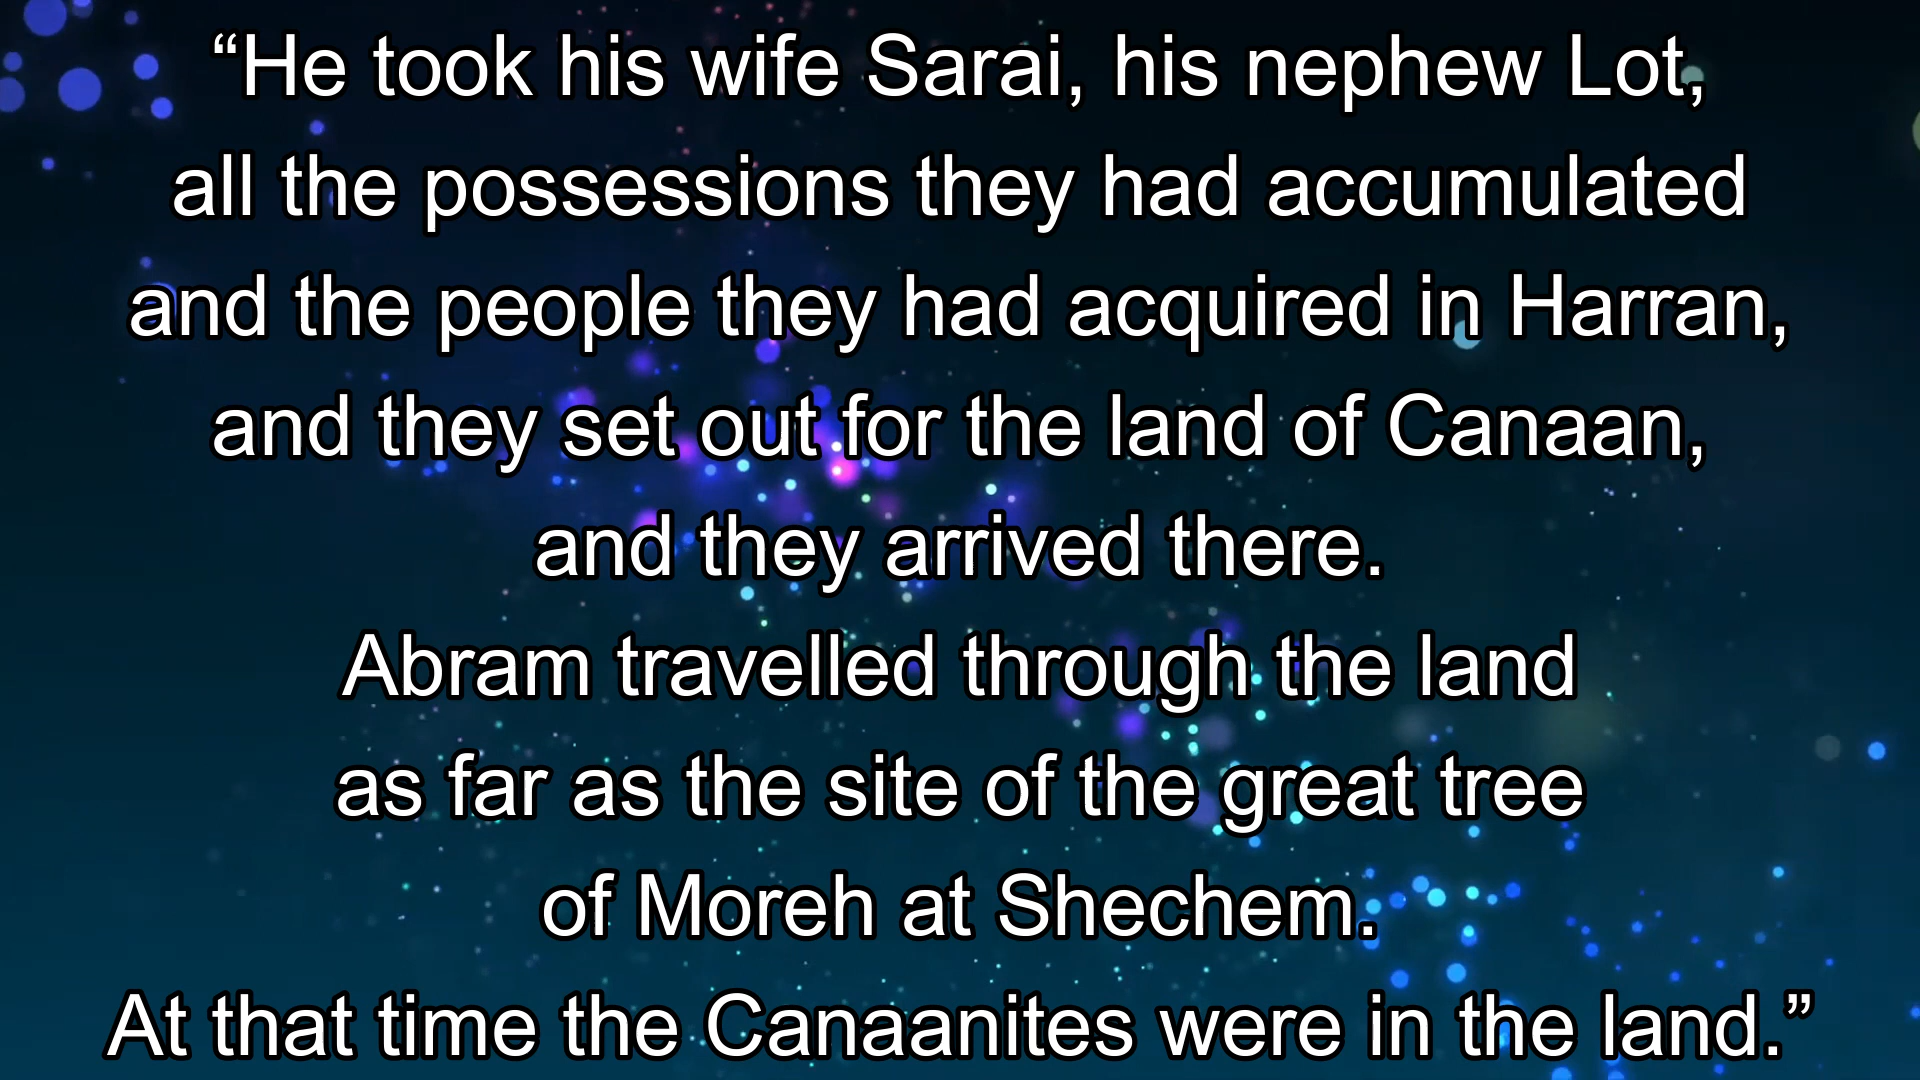 “He took his wife Sarai, his nephew Lot,
all the possessions they had accumulated
and the people they had acquired in Harran,
and they set out for the land of Canaan,
and they arrived there.
Abram travelled through the land
as far as the site of the great tree
of Moreh at Shechem.
At that time the Canaanites were in the land.”